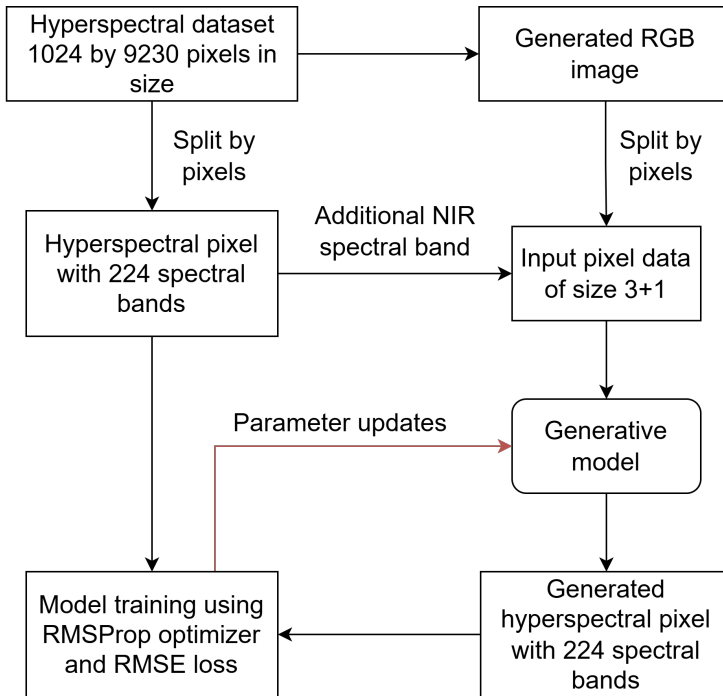 Hyperspectral dataset
1024 by 9230 pixels in
size
Generated RGB
image
Split by
pixels
Split by
pixels
Hyperspectral pixel
with 224 spectral
bands
Additional NIR
spectral band
Input pixel data
of size 3+1
Parameter updates
Generative
model
Model training using
RMSProp optimizer
and RMSE loss
Generated
hyperspectral pixel
with 224 spectral
bands